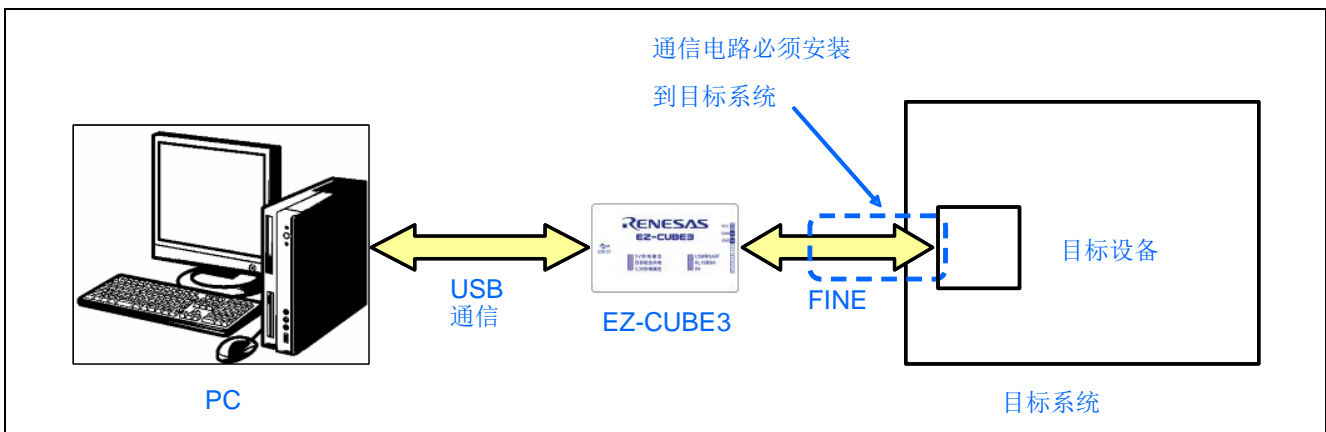 通信电路必须安装
到目标系统
RENESAS
EZ-CUBE3
目标设备
USB
通信
EZ-CUBE3
FINE
PC
目标系统